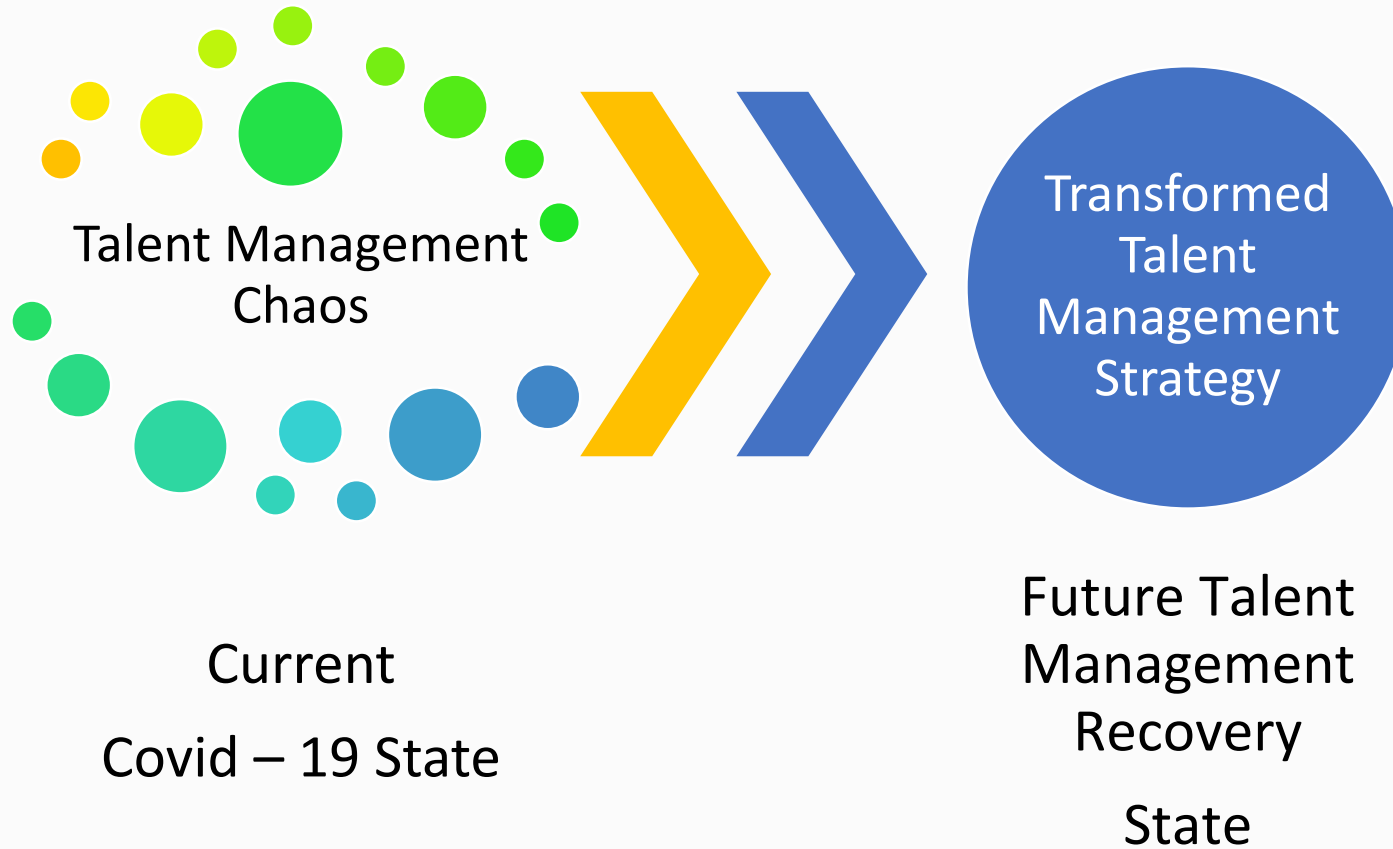 Talent Management
Chaos
Transformed
Talent
Management
Strategy
Current
Covid – 19 State
Future Talent
Management
Recovery
State